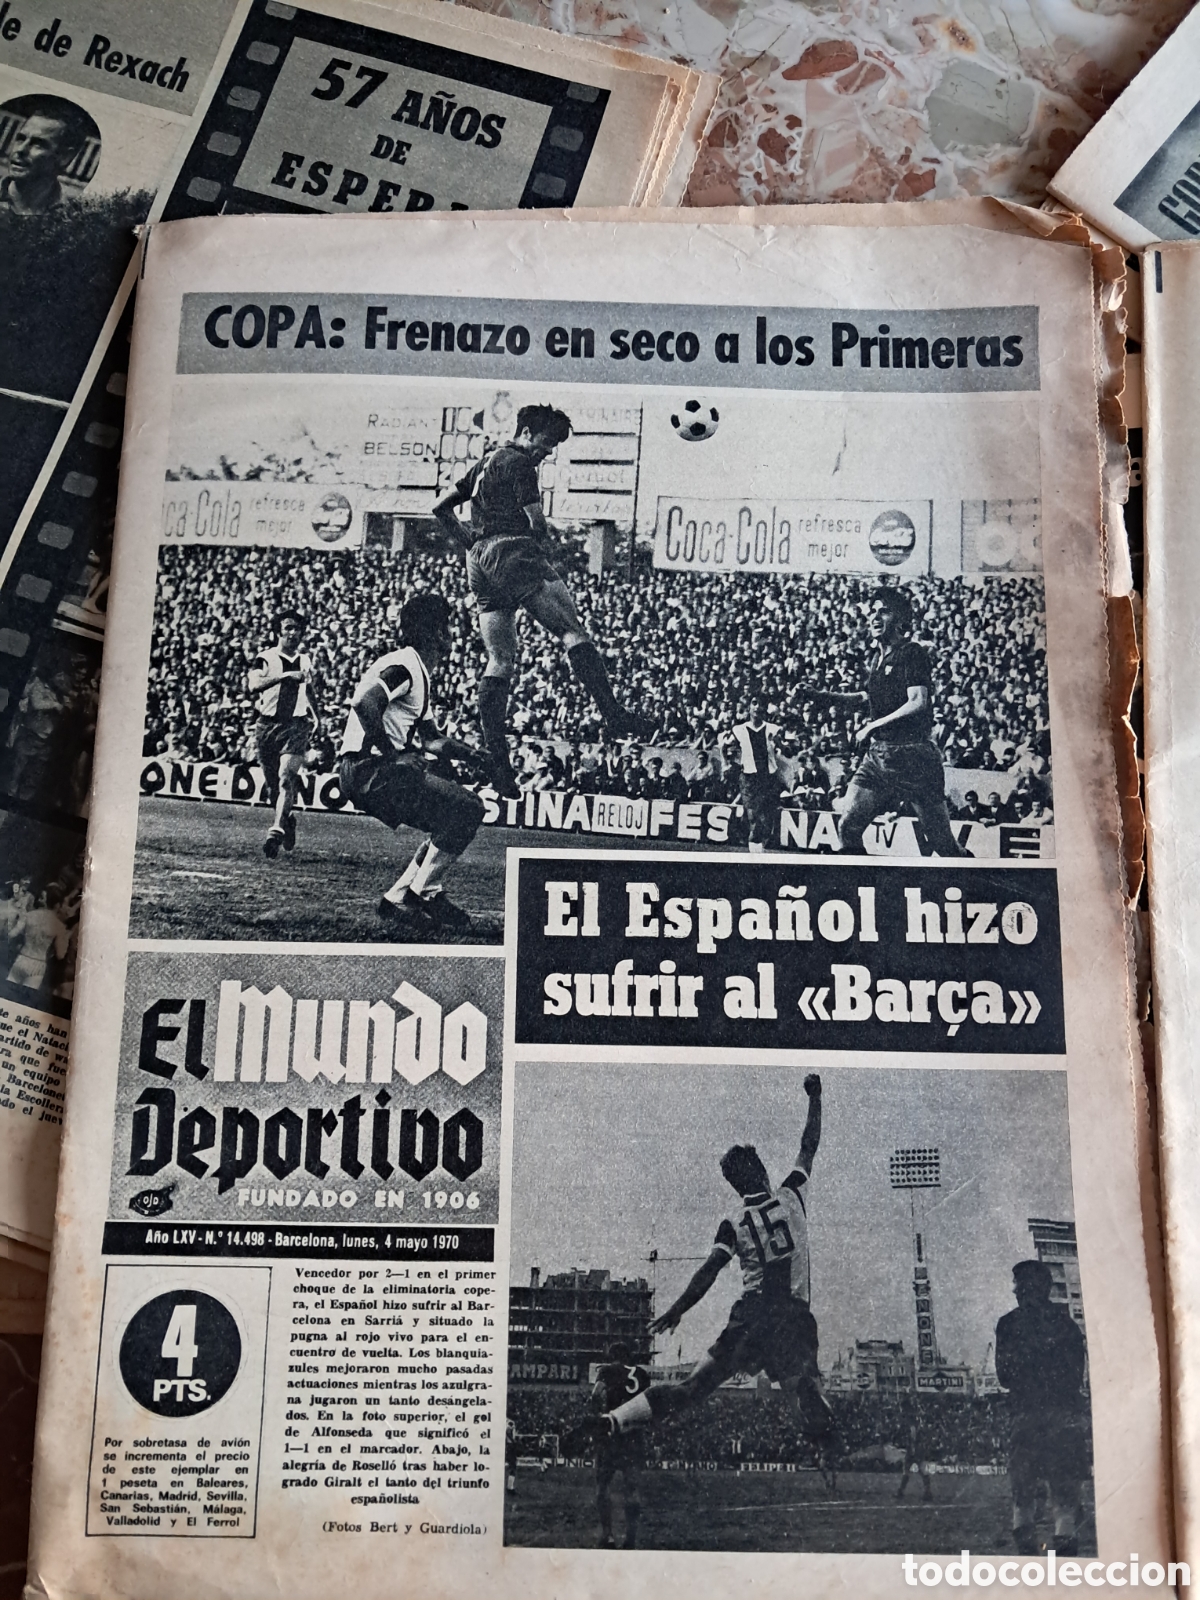 le de Rexach
57 AÑOS
DE
COPA: Frenazo en seco a los Primeras
RADIANT
BELSON
Coca-Cola refresca mejor
Coca-Cola refresca mejor
RELOJ
TV
El Español hizo
sufrir al «Barça»
El Mundo
Deportivo
FUNDADO EN 1906
Año LXV - N.º 14.498 - Barcelona, lunes, 4 mayo 1970
4
PTS.
Por sobretasa de avión
se incrementa el precio
de este ejemplar en
1 peseta en Baleares,
Canarias, Madrid, Sevilla,
San Sebastián, Málaga,
Valladolid y El Ferrol
Vencedor por 2—1 en el primer
choque de la eliminatoria cope-
ra, el Español hizo sufrir al Bar-
celona en Sarriá y situado la
pugna al rojo vivo para el en-
cuentro de vuelta. Los blanquia-
zules mejoraron mucho pasadas
actuaciones mientras los azulgra-
na jugaron un tanto desángela-
dos. En la foto superior, el gol
de Alfonseda que significó el
1—1 en el marcador. Abajo, la
alegría de Roselló tras haber lo-
grado Giralt el tanto del triunfo
españolista
(Fotos Bert y Guardiola)
15
3
MARTINI
FELIPE II
todocoleccion